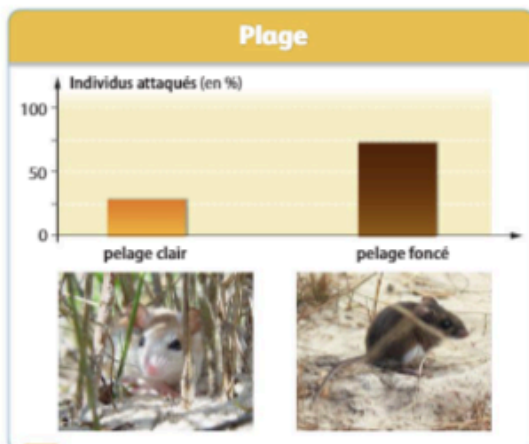 Plage
Individus attaqués (en %)
100
50
0
pelage clair
pelage foncé